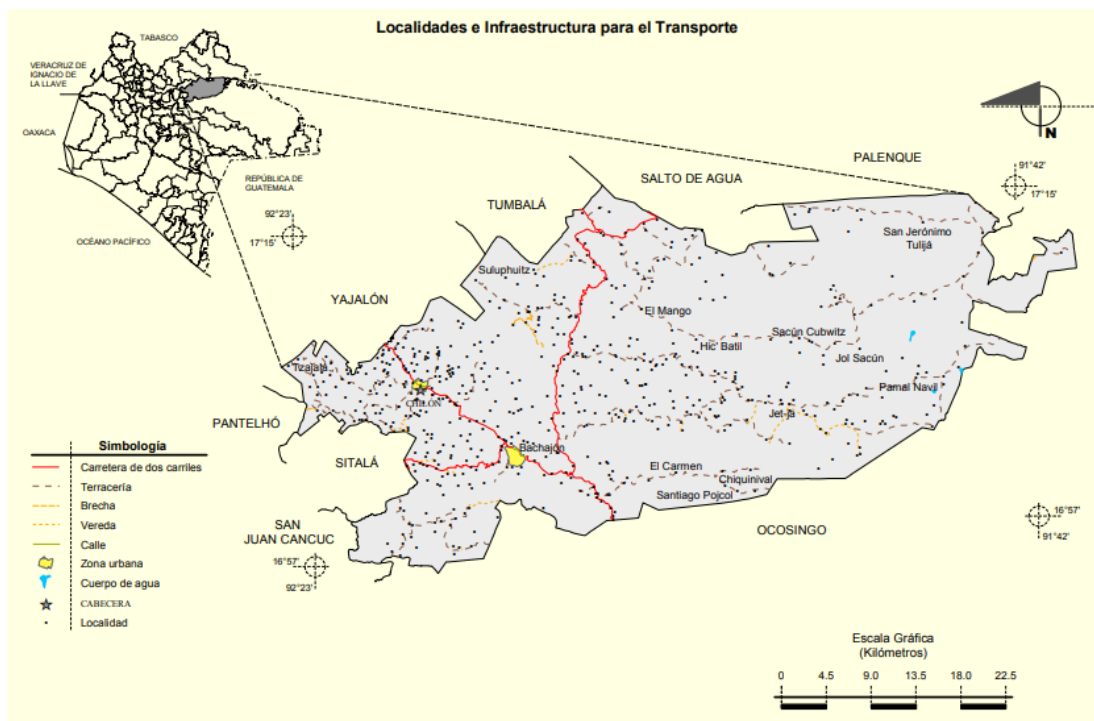 Localidades e Infraestructura para el Transporte
TABASCO
VERACRUZ DE
IGNACIO DE
LA LLAVE
OAXACA
REPÚBLICA DE
GUATEMALA
OCÉANO PACÍFICO
N
92°23'
17°15'
91°42'
17°15'
PALENQUE
SALTO DE AGUA
TUMBALÁ
YAJALÓN
PANTELHÓ
SITALÁ
SAN
JUAN CANCUC
OCOSINGO
San Jerónimo
Tulijá
Suluphuitz
El Mango
Sacún Cubwitz
Hic' Batil
Jol Sacún
Tzajalá
Pamal Navil
CHILÓN
Jet-já
Bachajón
El Carmen
Chiquinival
Santiago Pojcol
16°57'
92°23'
16°57'
91°42'
Simbología
Carretera de dos carriles
Terracería
Brecha
Vereda
Calle
Zona urbana
Cuerpo de agua
CABECERA
Localidad
Escala Gráfica
(Kilómetros)
0 4.5 9.0 13.5 18.0 22.5